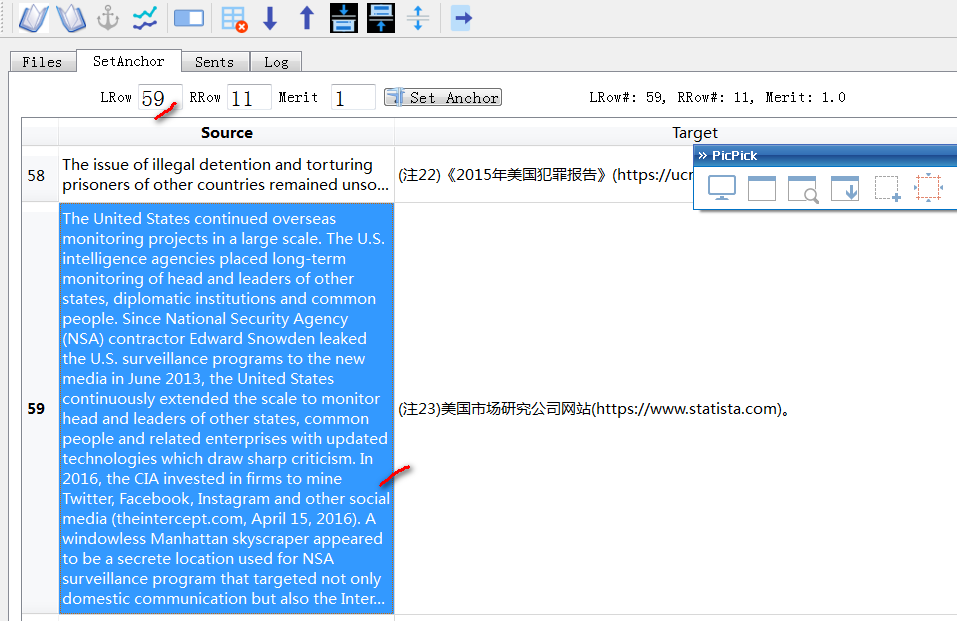 Files SetAnchor Sents Log
LRow 59 RRow 11 Merit 1 Set Anchor LRow#: 59, RRow#: 11, Merit: 1.0
Source Target
» PicPick
58 The issue of illegal detention and torturing
prisoners of other countries remained unso...
(注22)《2015年美国犯罪报告》(https://ucr
59
The United States continued overseas
monitoring projects in a large scale. The U.S.
intelligence agencies placed long-term
monitoring of head and leaders of other
states, diplomatic institutions and common
people. Since National Security Agency
(NSA) contractor Edward Snowden leaked
the U.S. surveillance programs to the new
media in June 2013, the United States
continuously extended the scale to monitor
head and leaders of other states, common
people and related enterprises with updated
technologies which draw sharp criticism. In
2016, the CIA invested in firms to mine
Twitter, Facebook, Instagram and other social
media (theintercept.com, April 15, 2016). A
windowless Manhattan skyscraper appeared
to be a secrete location used for NSA
surveillance program that targeted not only
domestic communication but also the Inter...
(注23)美国市场研究公司网站(https://www.statista.com)。